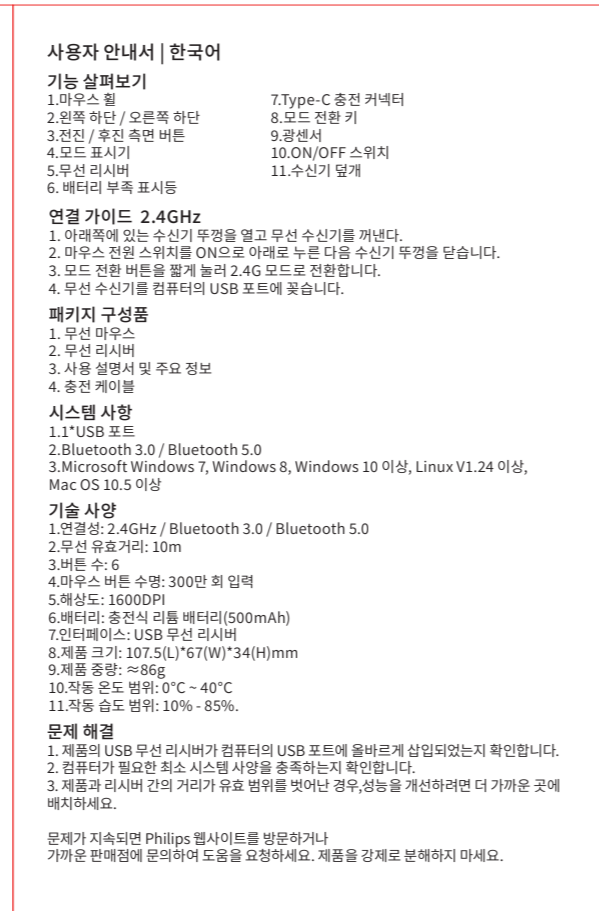 사용자 안내서 | 한국어
기능 살펴보기
1.마우스 휠
2.왼쪽 하단 / 오른쪽 하단
3.전진 / 후진 측면 버튼
4.모드 표시기
5.무선 리시버
6. 배터리 부족 표시등
7.Type-C 충전 커넥터
8.모드 전환 키
9.광센서
10.ON/OFF 스위치
11.수신기 덮개
연결 가이드 2.4GHz
1. 아래쪽에 있는 수신기 뚜껑을 열고 무선 수신기를 꺼낸다.
2. 마우스 전원 스위치를 ON으로 아래로 누른 다음 수신기 뚜껑을 닫습니다.
3. 모드 전환 버튼을 짧게 눌러 2.4G 모드로 전환합니다.
4. 무선 수신기를 컴퓨터의 USB 포트에 꽂습니다.
패키지 구성품
1. 무선 마우스
2. 무선 리시버
3. 사용 설명서 및 주요 정보
4. 충전 케이블
시스템 사항
1.1*USB 포트
2.Bluetooth 3.0 / Bluetooth 5.0
3.Microsoft Windows 7, Windows 8, Windows 10 이상, Linux V1.24 이상,
Mac OS 10.5 이상
기술 사양
1.연결성: 2.4GHz / Bluetooth 3.0 / Bluetooth 5.0
2.무선 유효거리: 10m
3.버튼 수: 6
4.마우스 버튼 수명: 300만 회 입력
5.해상도: 1600DPI
6.배터리: 충전식 리튬 배터리(500mAh)
7.인터페이스: USB 무선 리시버
8.제품 크기: 107.5(L)*67(W)*34(H)mm
9.제품 중량: ≈86g
10.작동 온도 범위: 0°C ~ 40°C
11.작동 습도 범위: 10% - 85%.
문제 해결
1. 제품의 USB 무선 리시버가 컴퓨터의 USB 포트에 올바르게 삽입되었는지 확인합니다.
2. 컴퓨터가 필요한 최소 시스템 사양을 충족하는지 확인합니다.
3. 제품과 리시버 간의 거리가 유효 범위를 벗어난 경우,성능을 개선하려면 더 가까운 곳에
배치하세요.
문제가 지속되면 Philips 웹사이트를 방문하거나
가까운 판매점에 문의하여 도움을 요청하세요. 제품을 강제로 분해하지 마세요.